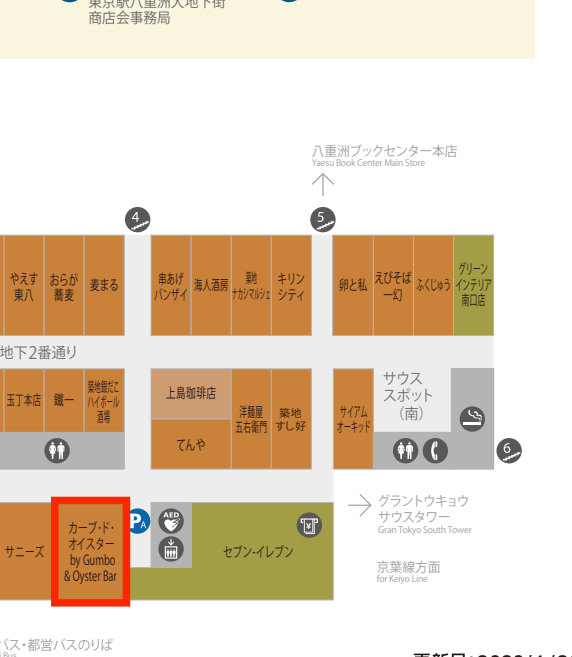 東京駅八重洲大地下街
商店会事務局
八重洲ブックセンター本店
Yaesu Book Center Main Store
4
5
やえす
東八
おらが
蕎麦
麦まる
串あげ
バンザイ
海人酒房
築地
ナカジマルシェ
キリン
シティ
卵と私
えびそば
一幻
ふくじゅう
グリーン
インテリア
南口店
地下2番通り
玉丁本店
鐵一
築地銀だこ
ハイボール
酒場
上島珈琲店
てんや
洋麺屋
五右衛門
築地
すし好
サイアム
オーキッド
サウス
スポット
(南)
6
サニーズ
カーブ・ド・
オイスター
by Gumbo
& Oyster Bar
PA
AED
セブン-イレブン
グラントウキョウ
サウスタワー
Gran Tokyo South Tower
京葉線方面
for Keiyo Line
バス・都営バスのりば